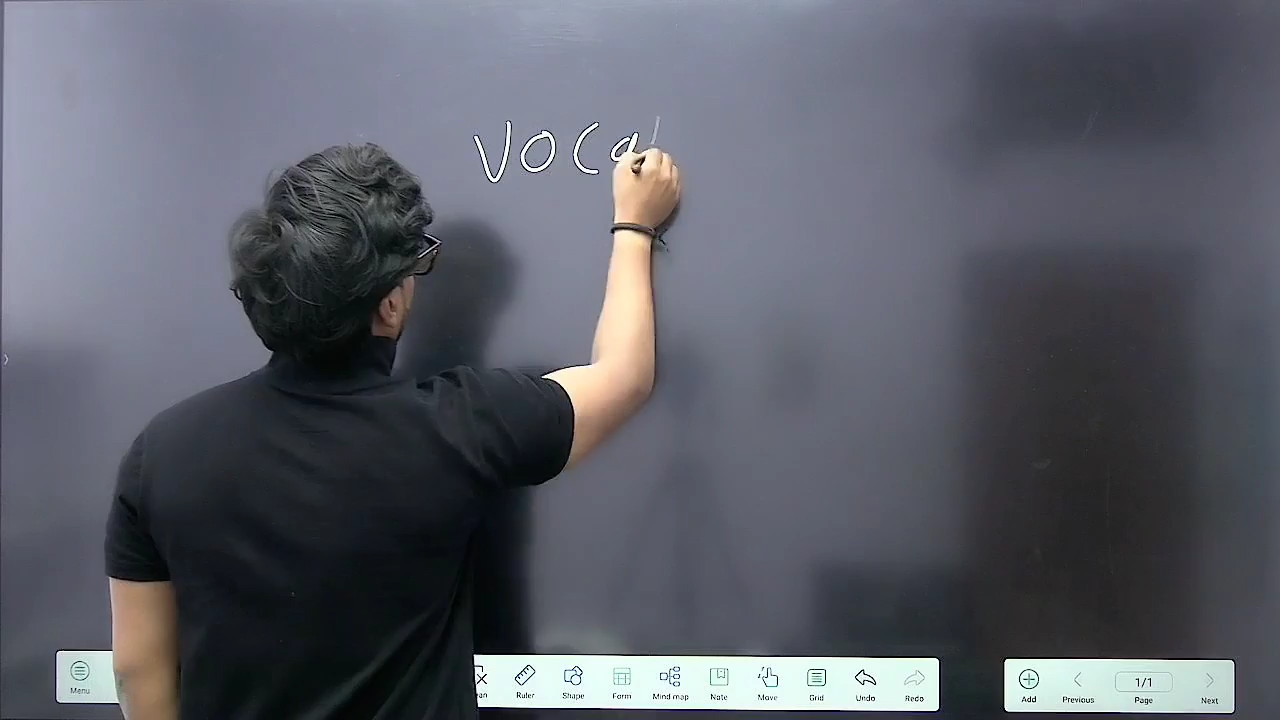 VOCa
Menu
Ruler
Shape
Form
Mind map
Note
Move
Grid
Undo
Redo
Add
Previous
1/1
Page
Next